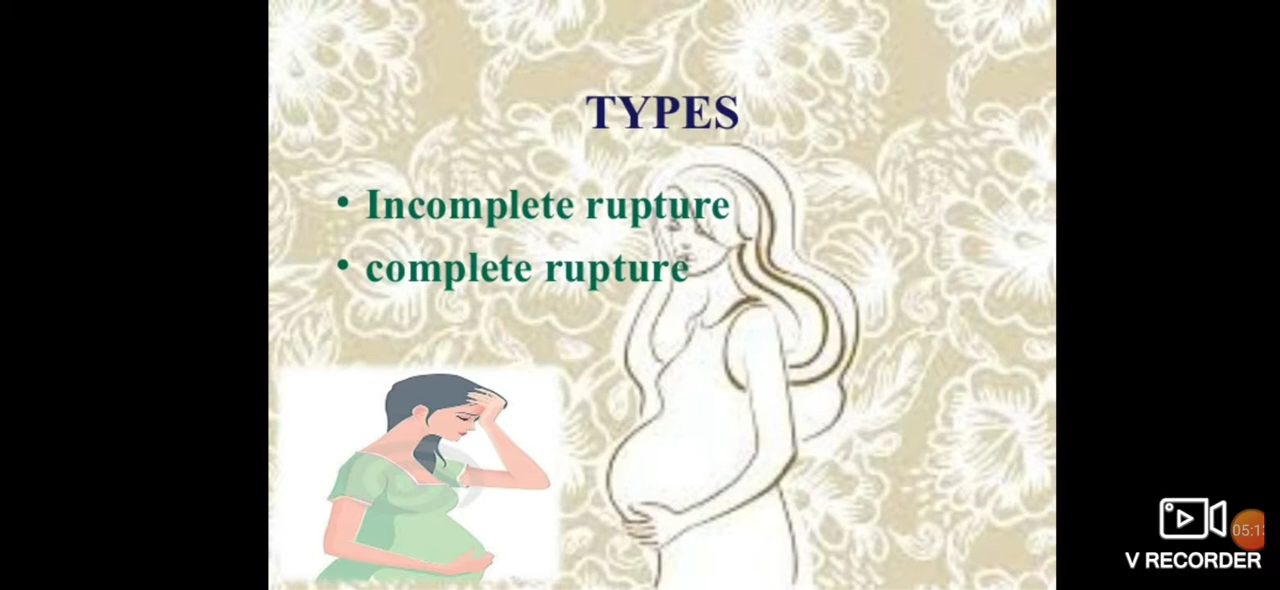 TYPES
• Incomplete rupture
• complete rupture
V RECORDER